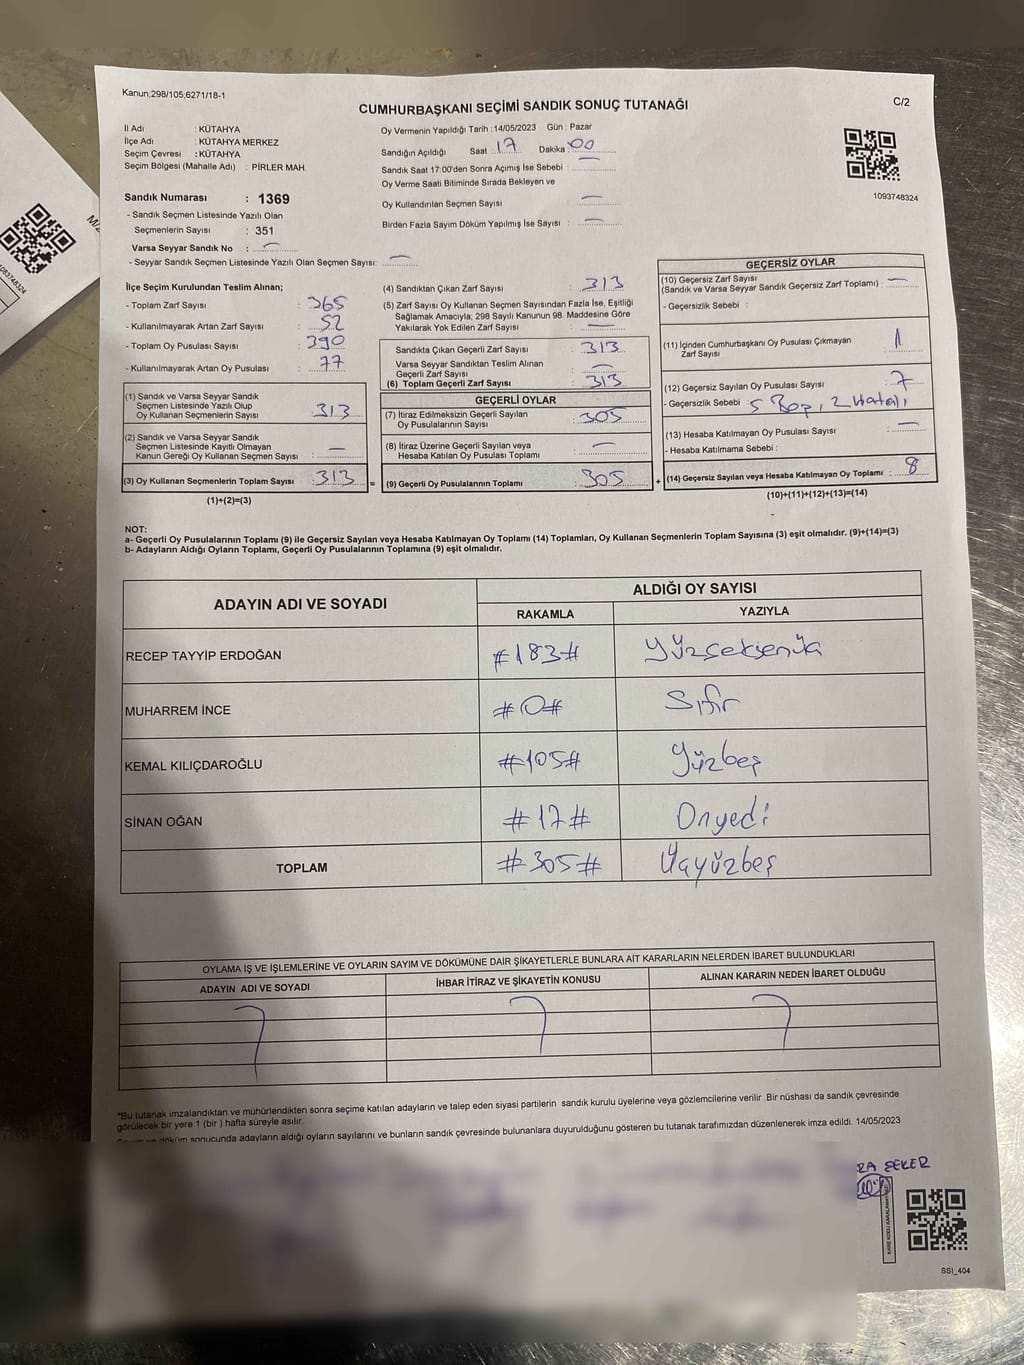 Kanun;298/105;6271/18-1
CUMHURBAŞKANI SEÇİMİ SANDIK SONUÇ TUTANAĞI
C/2
İl Adı : KÜTAHYA
İlçe Adı : KÜTAHYA MERKEZ
Seçim Çevresi : KÜTAHYA
Seçim Bölgesi (Mahalle Adı) : PİRLER MAH.
Oy Vermenin Yapıldığı Tarih :14/05/2023 Gün : Pazar
Sandığın Açıldığı Saat : 17 Dakika : 00
Sandık Saat 17:00'den Sonra Açımış İse Sebebi : —
Oy Verme Saati Bitiminde Sırada Bekleyen ve
Oy Kullandırılan Seçmen Sayısı : —
Birden Fazla Sayım Döküm Yapılmış İse Sayısı : —
1093748324
Sandık Numarası : 1369
- Sandık Seçmen Listesinde Yazılı Olan
Seçmenlerin Sayısı : 351
Varsa Seyyar Sandık No : —
- Seyyar Sandık Seçmen Listesinde Yazılı Olan Seçmen Sayısı: —
İlçe Seçim Kurulundan Teslim Alınan;
- Toplam Zarf Sayısı : 365
- Kullanılmayarak Artan Zarf Sayısı : 52
- Toplam Oy Pusulası Sayısı : 390
- Kullanılmayarak Artan Oy Pusulası : 77
(1) Sandık ve Varsa Seyyar Sandık
Seçmen Listesinde Yazılı Olup
Oy Kullanan Seçmenlerin Sayısı : 313
(2) Sandık ve Varsa Seyyar Sandık
Seçmen Listesinde Kayıtlı Olmayan
Kanun Gereği Oy Kullanan Seçmen Sayısı : —
(3) Oy Kullanan Seçmenlerin Toplam Sayısı : 313 =
(1)+(2)=(3)
(4) Sandıktan Çıkan Zarf Sayısı : 313
(5) Zarf Sayısı Oy Kullanan Seçmen Sayısından Fazla İse, Eşitliği
Sağlamak Amacıyla; 298 Sayılı Kanunun 98. Maddesine Göre
Yakılarak Yok Edilen Zarf Sayısı : —
Sandıkta Çıkan Geçerli Zarf Sayısı : 313
Varsa Seyyar Sandıktan Teslim Alınan
Geçerli Zarf Sayısı : —
(6) Toplam Geçerli Zarf Sayısı : 313
GEÇERLİ OYLAR
(7) İtiraz Edilmeksizin Geçerli Sayılan
Oy Pusulalarının Sayısı : 305
(8) İtiraz Üzerine Geçerli Sayılan veya
Hesaba Katılan Oy Pusulası Toplamı : —
(9) Geçerli Oy Pusulalarının Toplamı : 305 +
GEÇERSİZ OYLAR
(10) Geçersiz Zarf Sayısı
(Sandık ve Varsa Seyyar Sandık Geçersiz Zarf Toplamı) : —
- Geçersizlik Sebebi :
(11) İçinden Cumhurbaşkanı Oy Pusulası Çıkmayan
Zarf Sayısı : 1
(12) Geçersiz Sayılan Oy Pusulası Sayısı : 7
- Geçersizlik Sebebi : 5 Boş, 2 Hatalı
(13) Hesaba Katılmayan Oy Pusulası Sayısı : —
- Hesaba Katılmama Sebebi :
(14) Geçersiz Sayılan veya Hesaba Katılmayan Oy Toplamı : 8
(10)+(11)+(12)+(13)=(14)
NOT:
a- Geçerli Oy Pusulalarının Toplamı (9) ile Geçersiz Sayılan veya Hesaba Katılmayan Oy Toplamı (14) Toplamları, Oy Kullanan Seçmenlerin Toplam Sayısına (3) eşit olmalıdır. (9)+(14)=(3)
b- Adayların Aldığı Oyların Toplamı, Geçerli Oy Pusulalarının Toplamına (9) eşit olmalıdır.
ADAYIN ADI VE SOYADI
ALDIĞI OY SAYISI
RAKAMLA YAZIYLA
RECEP TAYYİP ERDOĞAN #183# Yüzseksenük
MUHARREM İNCE #0# Sıfır
KEMAL KILIÇDAROĞLU #105# Yüzbeş
SİNAN OĞAN #17# Onyedi
TOPLAM #305# Üçyüzbeş
OYLAMA İŞ VE İŞLEMLERİNE VE OYLARIN SAYIM VE DÖKÜMÜNE DAİR ŞİKAYETLERLE BUNLARA AİT KARARLARIN NELERDEN İBARET BULUNDUKLARI
ADAYIN ADI VE SOYADI İHBAR İTİRAZ VE ŞİKAYETİN KONUSU ALINAN KARARIN NEDEN İBARET OLDUĞU
*Bu tutanak imzalandıktan ve mühürlendikten sonra seçime katılan adayların ve talep eden siyasi partilerin sandık kurulu üyelerine veya gözlemcilerine verilir .Bir nüshası da sandık çevresinde
görülecek bir yere 1 (bir ) hafta süreyle asılır.
döküm sonucunda adayların aldığı oyların sayılarını ve bunların sandık çevresinde bulunanlara duyurulduğunu gösteren bu tutanak tarafımızdan düzenlenerek imza edildi. 14/05/2023
RA ŞEKER
SSI_404